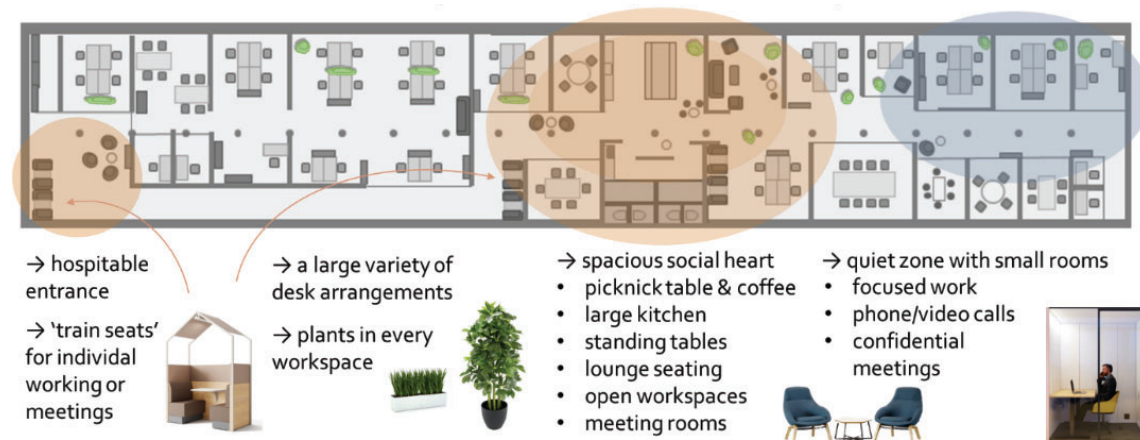 → hospitable
entrance
→ 'train seats'
for individal
working or
meetings
→ a large variety of
desk arrangements
→ plants in every
workspace
→ spacious social heart
• picknick table & coffee
• large kitchen
• standing tables
• lounge seating
• open workspaces
• meeting rooms
→ quiet zone with small rooms
• focused work
• phone/video calls
• confidential
meetings